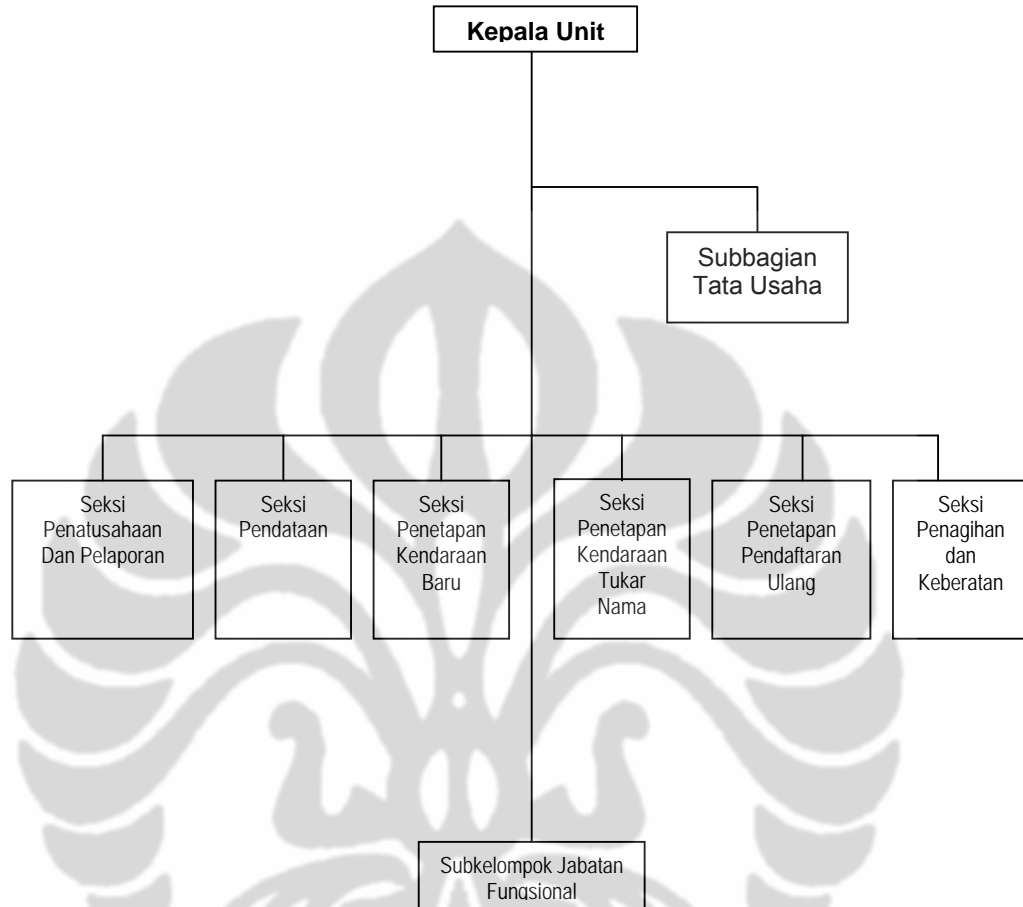 Kepala Unit
Subbagian
Tata Usaha
Seksi
Penatusahaan
Dan Pelaporan
Seksi
Pendataan
Seksi
Penetapan
Kendaraan
Baru
Seksi
Penetapan
Kendaraan
Tukar
Nama
Seksi
Penetapan
Pendaftaran
Ulang
Seksi
Penagihan
dan
Keberatan
Subkelompok Jabatan
Fungsional